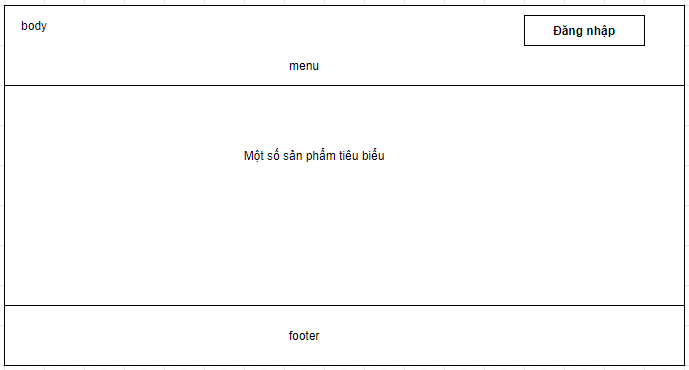 body
Đăng nhập
menu
Một số sản phẩm tiêu biểu
footer